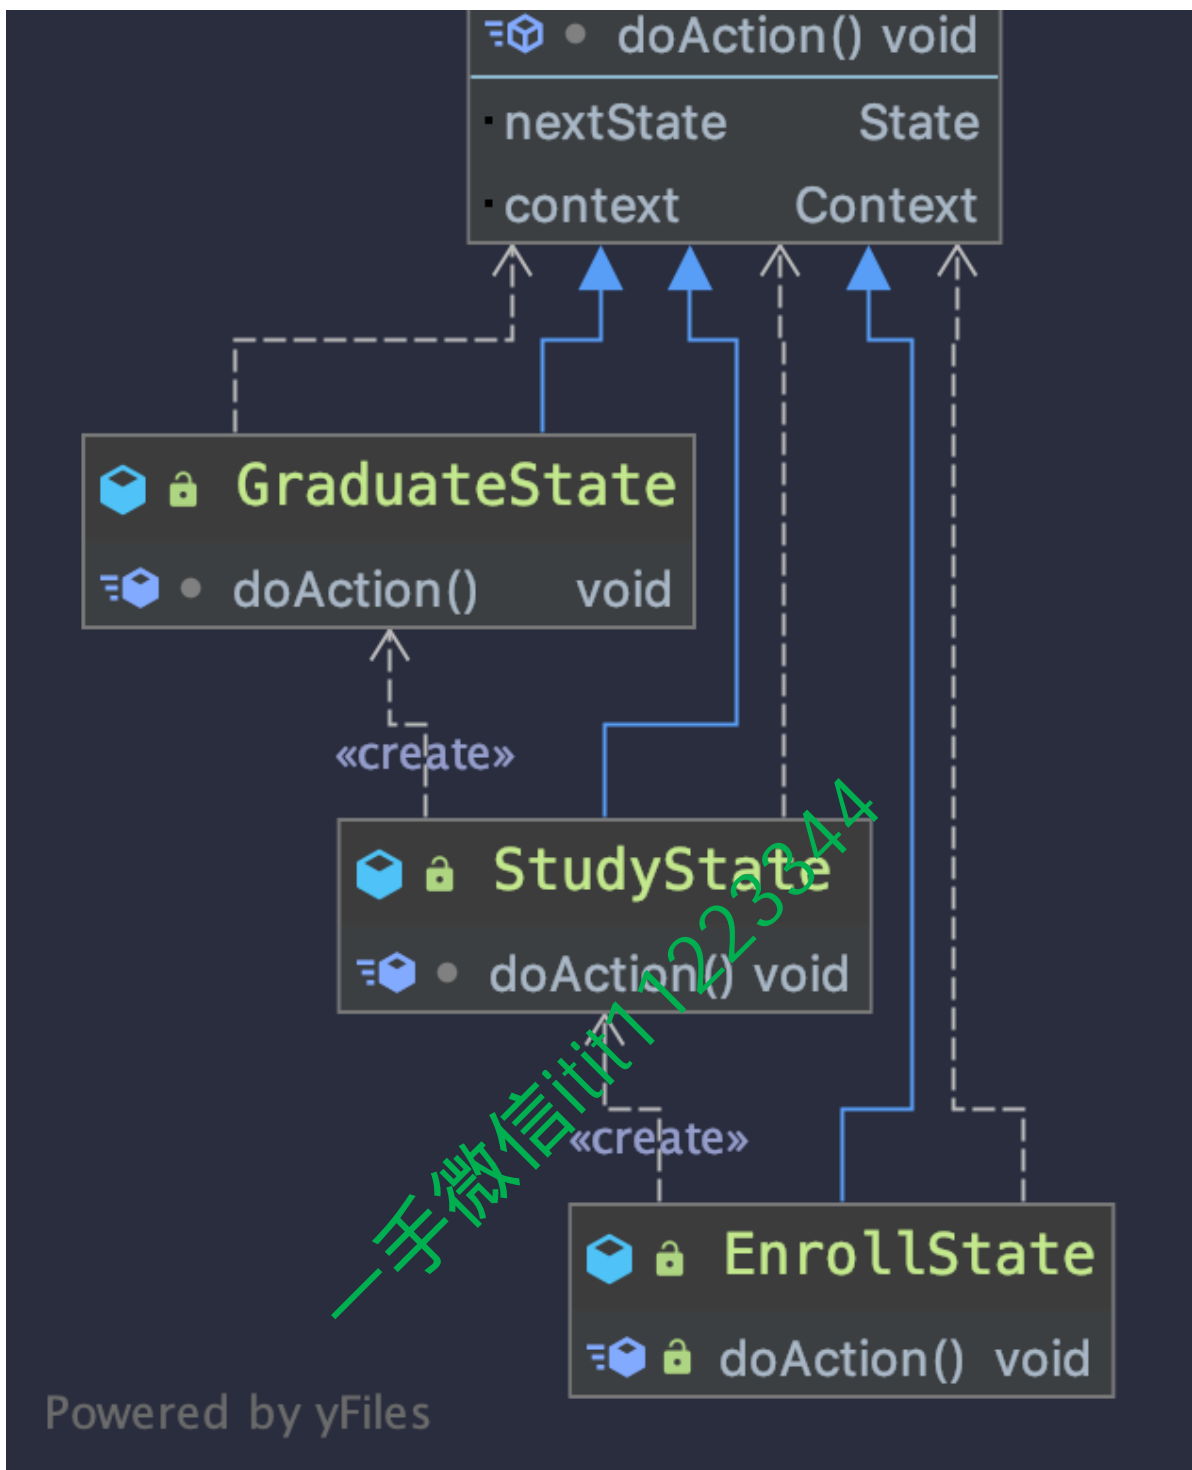 doAction() void
nextState State
context Context
GraduateState
doAction() void
«create»
StudyState
doAction() void
«create»
EnrollState
doAction() void
一手微信itit11223344
Powered by yFiles